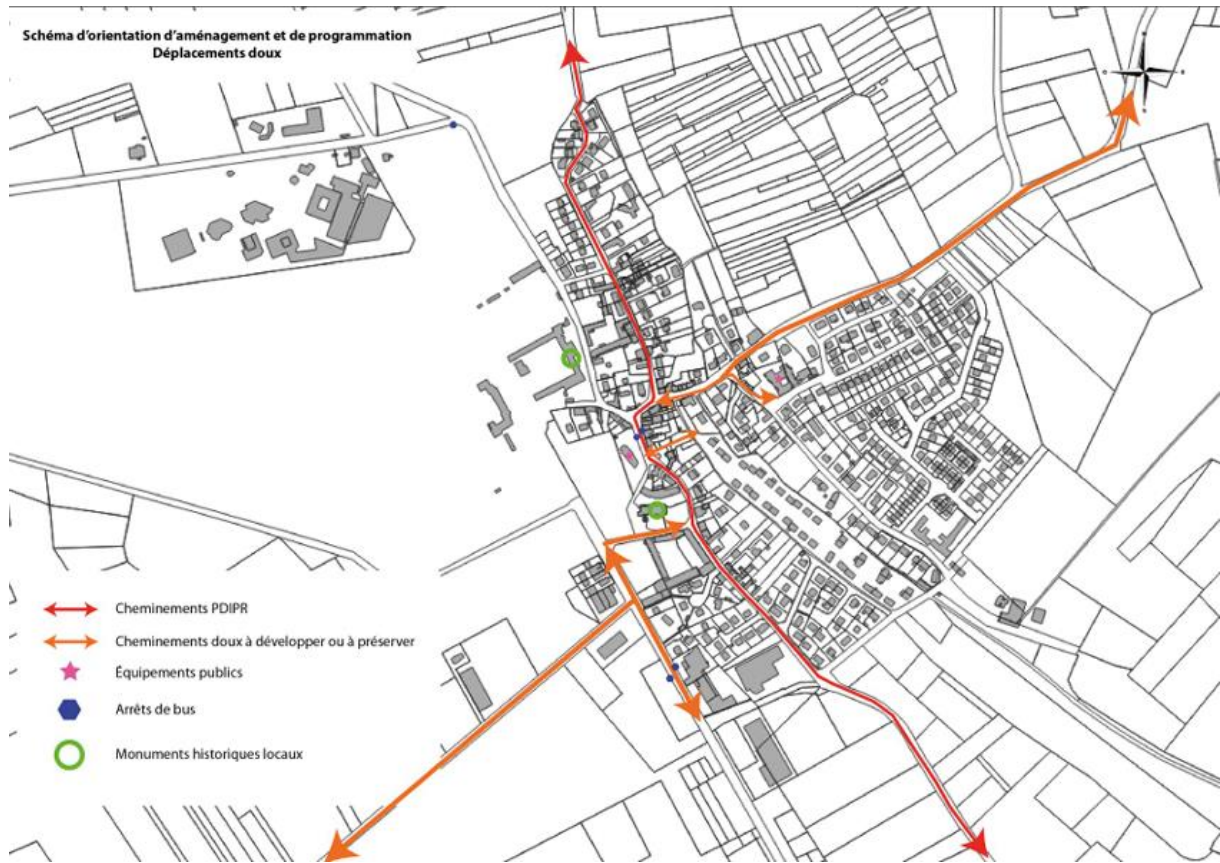 Schéma d'orientation d'aménagement et de programmation
Déplacements doux
Cheminements PDIPR
Cheminements doux à développer ou à préserver
Équipements publics
Arrêts de bus
Monuments historiques locaux